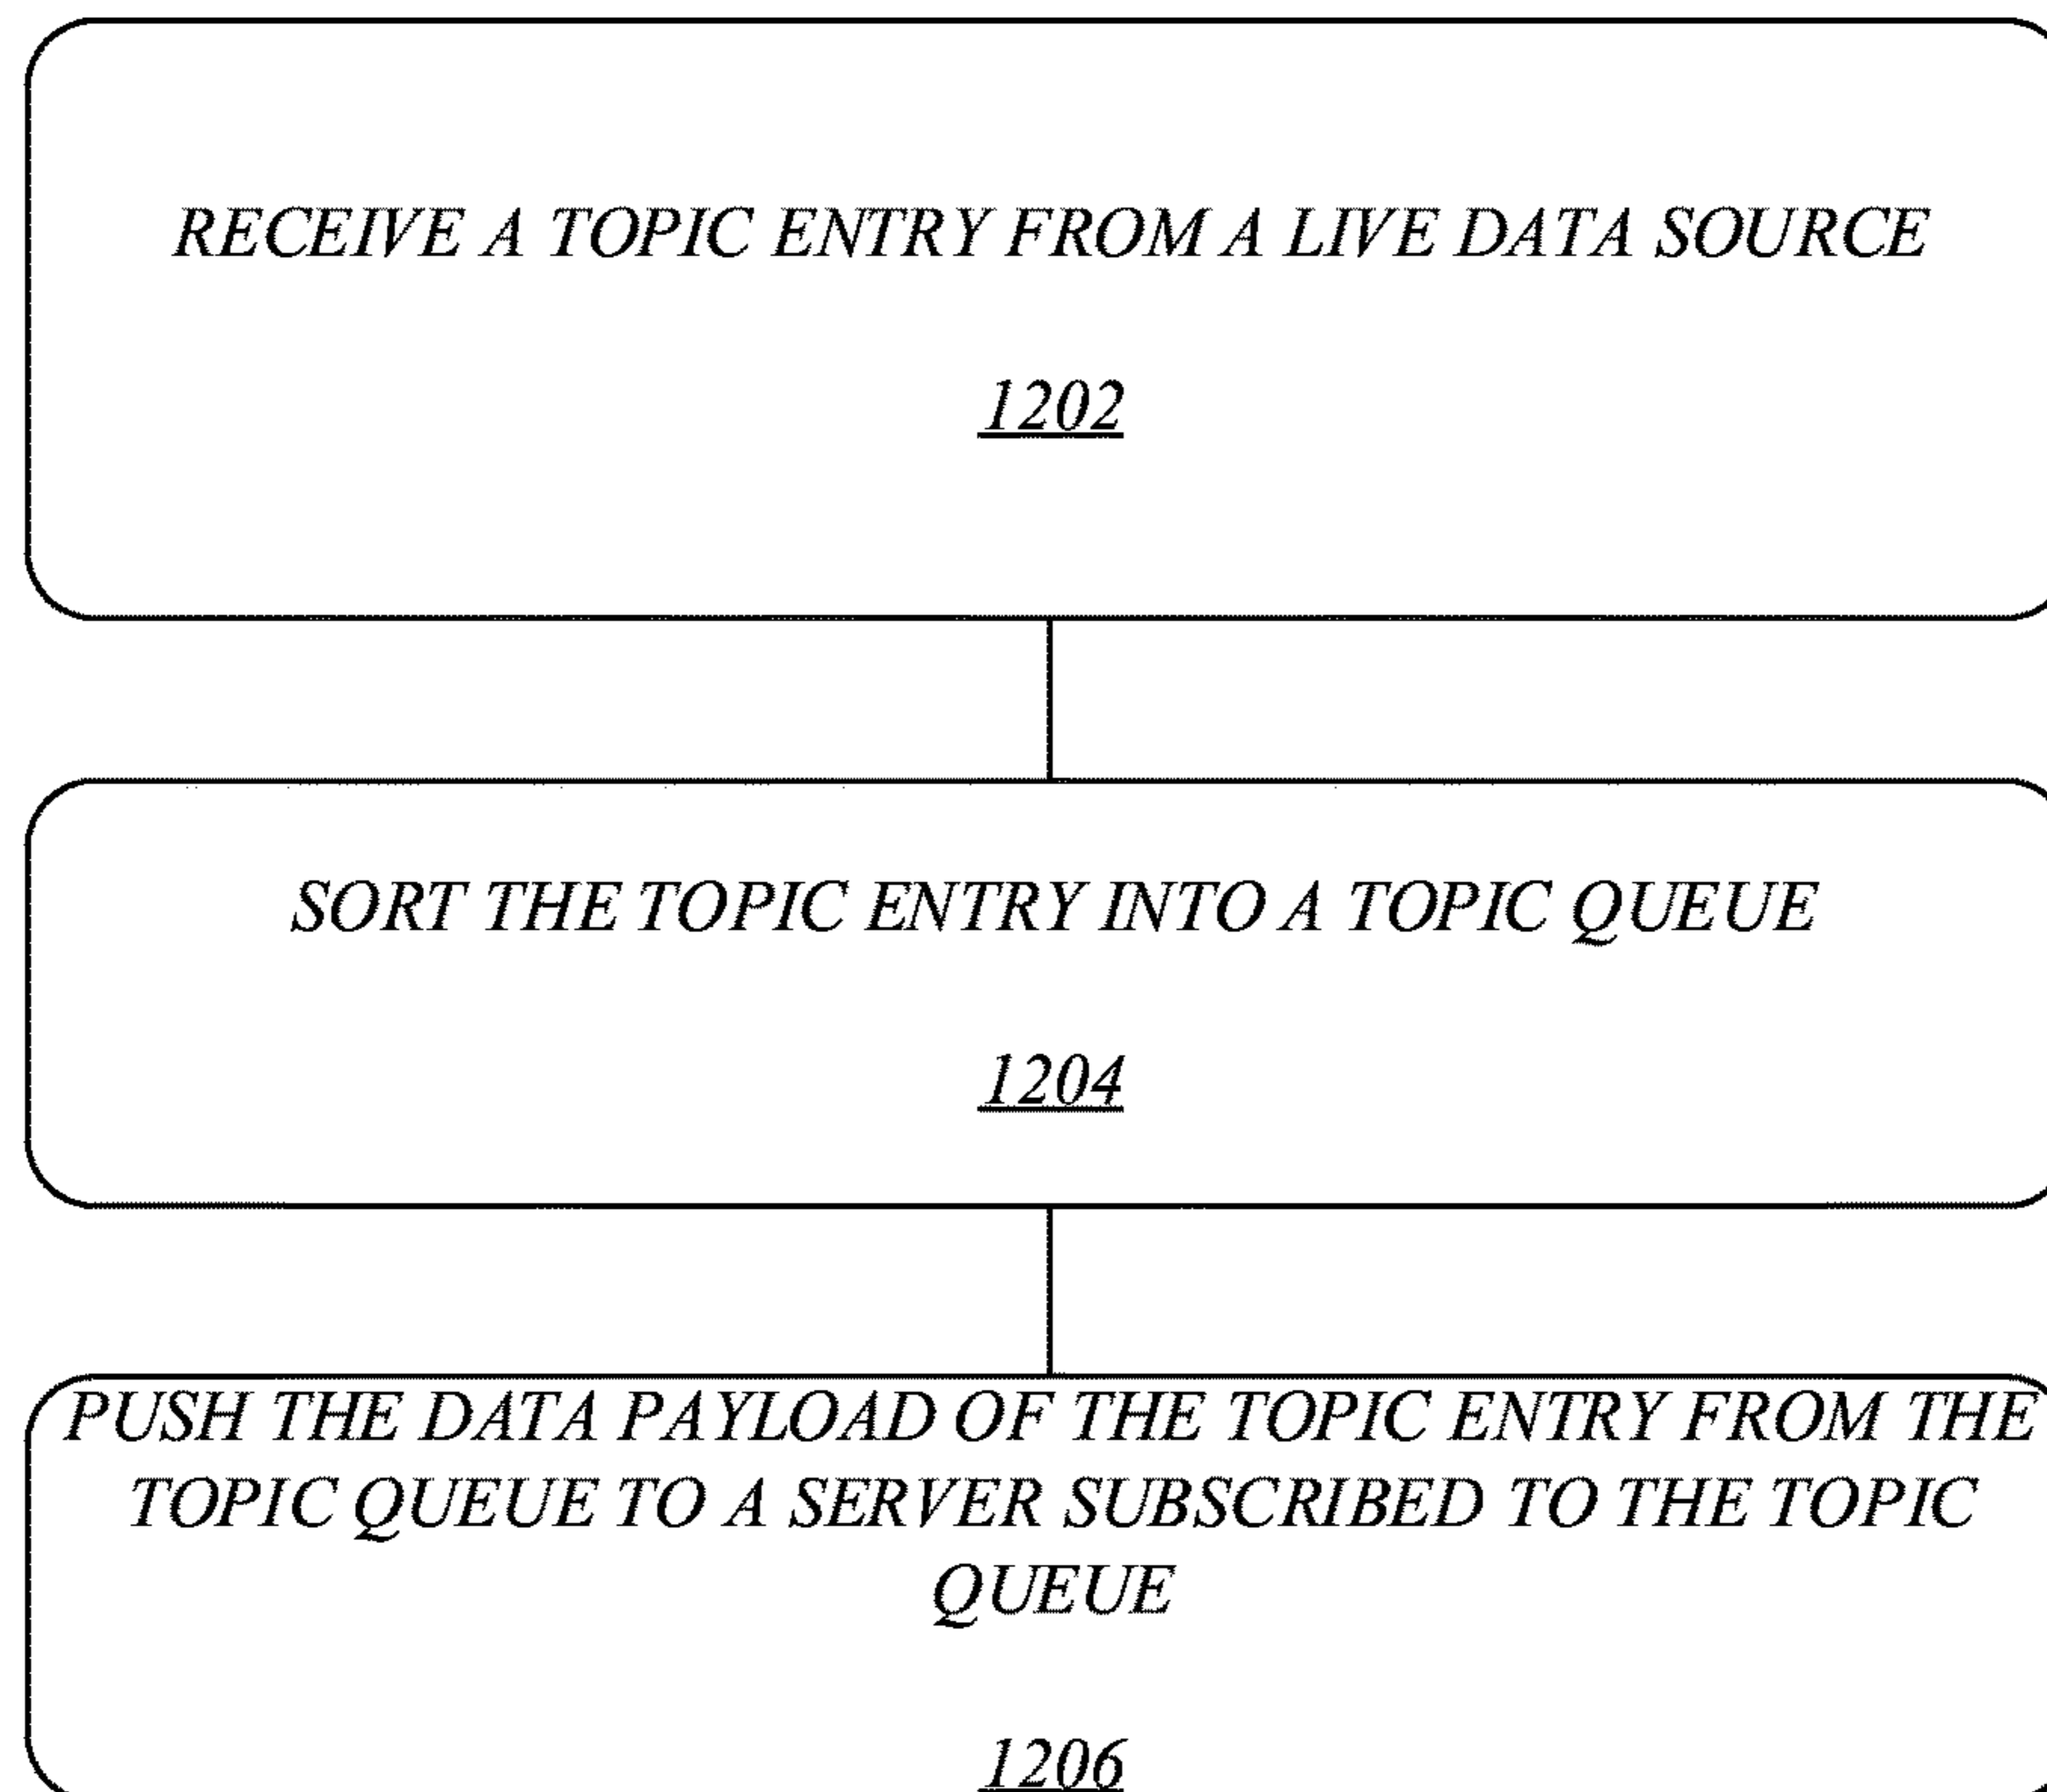 RECEIVE A TOPIC ENTRY FROM A LIVE DATA SOURCE
1202
SORT THE TOPIC ENTRY INTO A TOPIC QUEUE
1204
PUSH THE DATA PAYLOAD OF THE TOPIC ENTRY FROM THE
TOPIC QUEUE TO A SERVER SUBSCRIBED TO THE TOPIC
QUEUE
1206